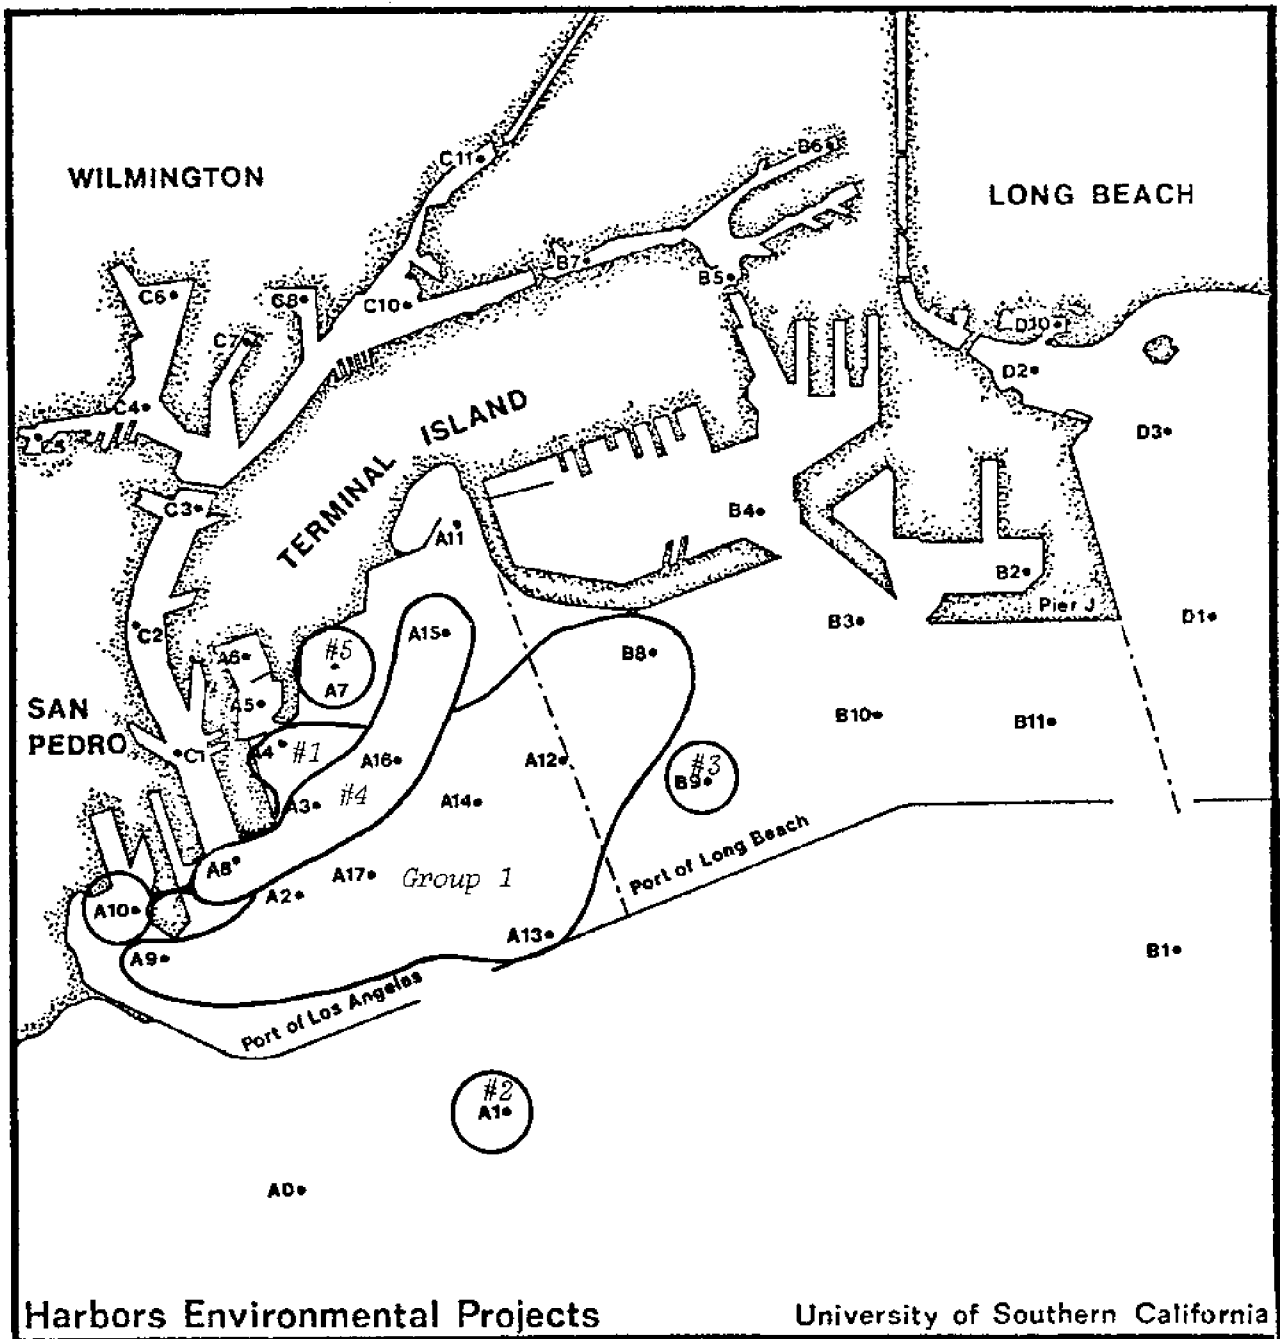 C11
B6
WILMINGTON
LONG BEACH
B7
B5
C6
C8
C10
D10
C7
D2
C4
ISLAND
D3
TERMINAL
C3
B4
A11
B2
Pier J
C2
A15
B3
D1
#5
A6
B8
A7
SAN
PEDRO
A5
B10
B11
A4
#1
C1
A16
A12
#3
B9
A3
#4
A14
Port of Long Beach
A8
A17
Group 1
A2
A10
A13
A9
B1
Port of Los Angeles
#2
A1
A0
Harbors Environmental Projects
University of Southern California